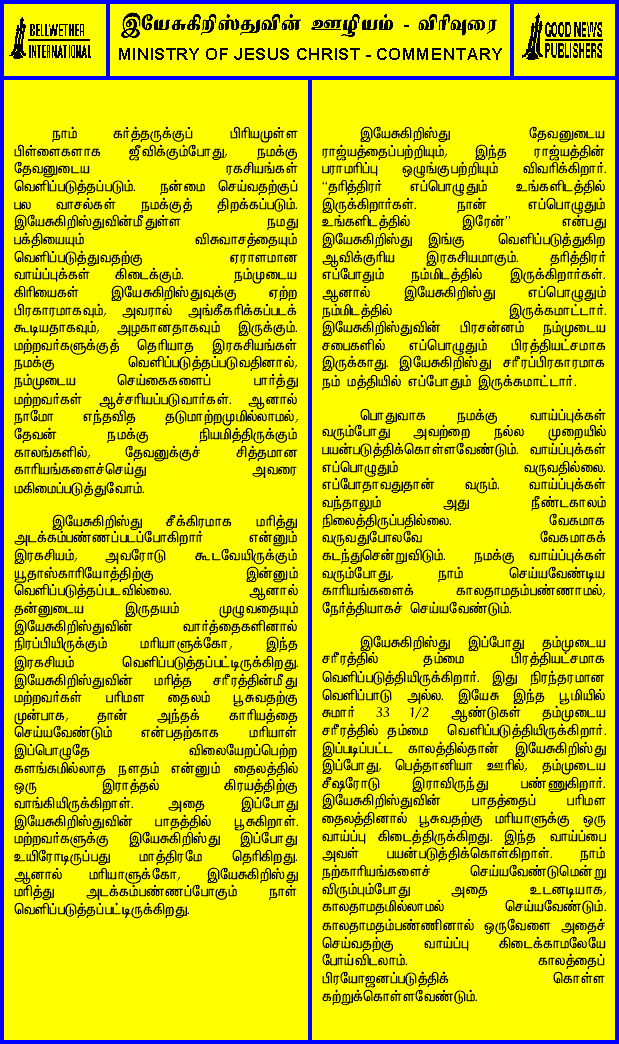 BELLWETHER
INTERNATIONAL
இயேசுகிறிஸ்துவின் ஊழியம் - விரிவுரை
MINISTRY OF JESUS CHRIST - COMMENTARY
GOOD NEWS
PUBLISHERS
நாம் கர்த்தருக்குப் பிரியமுள்ள
பிள்ளைகளாக ஜீவிக்கும்போது, நமக்கு
தேவனுடைய ரகசியங்கள்
வெளிப்படுத்தப்படும். நன்மை செய்வதற்குப்
பல வாசல்கள் நமக்குத் திறக்கப்படும்.
இயேசுகிறிஸ்துவின்மீதுள்ள நமது
பக்தியையும் விசுவாசத்தையும்
வெளிப்படுத்துவதற்கு ஏராளமான
வாய்ப்புக்கள் கிடைக்கும். நம்முடைய
கிரியைகள் இயேசுகிறிஸ்துவுக்கு ஏற்ற
பிரகாரமாகவும், அவரால் அங்கீகரிக்கப்படக்
கூடியதாகவும், அழகானதாகவும் இருக்கும்.
மற்றவர்களுக்குத் தெரியாத இரகசியங்கள்
நமக்கு வெளிப்படுத்தப்படுவதினால்,
நம்முடைய செய்கைகளைப் பார்த்து
மற்றவர்கள் ஆச்சரியப்படுவார்கள். ஆனால்
நாமோ எந்தவித தடுமாற்றமுமில்லாமல்,
தேவன் நமக்கு நியமித்திருக்கும்
காலங்களில், தேவனுக்குச் சித்தமான
காரியங்களைச்செய்து அவரை
மகிமைப்படுத்துவோம்.
இயேசுகிறிஸ்து சீக்கிரமாக மரித்து
அடக்கம்பண்ணப்படப்போகிறார் என்னும்
இரகசியம், அவரோடு கூடவேயிருக்கும்
யூதாஸ்காரியோத்திற்கு இன்னும்
வெளிப்படுத்தப்படவில்லை. ஆனால்
தன்னுடைய இருதயம் முழுவதையும்
இயேசுகிறிஸ்துவின் வார்த்தைகளினால்
நிரப்பியிருக்கும் மரியாளுக்கோ, இந்த
இரகசியம் வெளிப்படுத்தப்பட்டிருக்கிறது.
இயேசுகிறிஸ்துவின் மரித்த சரீரத்தின்மீது
மற்றவர்கள் பரிமள தைலம் பூசுவதற்கு
முன்பாக, தான் அந்தக் காரியத்தை
செய்யவேண்டும் என்பதற்காக மரியாள்
இப்பொழுதே விலையேறப்பெற்ற
களங்கமில்லாத நளதம் என்னும் தைலத்தில்
ஒரு இராத்தல் கிரயத்திற்கு
வாங்கியிருக்கிறாள். அதை இப்போது
இயேசுகிறிஸ்துவின் பாதத்தில் பூசுகிறாள்.
மற்றவர்களுக்கு இயேசுகிறிஸ்து இப்போது
உயிரோடிருப்பது மாத்திரமே தெரிகிறது.
ஆனால் மரியாளுக்கோ, இயேசுகிறிஸ்து
மரித்து அடக்கம்பண்ணப்போகும் நாள்
வெளிப்படுத்தப்பட்டிருக்கிறது.
இயேசுகிறிஸ்து தேவனுடைய
ராஜ்யத்தைப்பற்றியும், இந்த ராஜ்யத்தின்
பராமரிப்பு ஒழுங்குபற்றியும் விவரிக்கிறார்.
“தரித்திரர் எப்பொழுதும் உங்களிடத்தில்
இருக்கிறார்கள். நான் எப்பொழுதும்
உங்களிடத்தில் இரேன்” என்பது
இயேசுகிறிஸ்து இங்கு வெளிப்படுத்துகிற
ஆவிக்குரிய இரகசியமாகும். தரித்திரர்
எப்போதும் நம்மிடத்தில் இருக்கிறார்கள்.
ஆனால் இயேசுகிறிஸ்து எப்பொழுதும்
நம்மிடத்தில் இருக்கமாட்டார்.
இயேசுகிறிஸ்துவின் பிரசன்னம் நம்முடைய
சபைகளில் எப்பொழுதும் பிரத்தியட்சமாக
இருக்காது. இயேசுகிறிஸ்து சரீரப்பிரகாரமாக
நம் மத்தியில் எப்போதும் இருக்கமாட்டார்.
பொதுவாக நமக்கு வாய்ப்புக்கள்
வரும்போது அவற்றை நல்ல முறையில்
பயன்படுத்திக்கொள்ளவேண்டும். வாய்ப்புக்கள்
எப்பொழுதும் வருவதில்லை.
எப்போதாவதுதான் வரும். வாய்ப்புக்கள்
வந்தாலும் அது நீண்டகாலம்
நிலைத்திருப்பதில்லை. வேகமாக
வருவதுபோலவே வேகமாகக்
கடந்துசென்றுவிடும். நமக்கு வாய்ப்புக்கள்
வரும்போது, நாம் செய்யவேண்டிய
காரியங்களைக் காலதாமதம்பண்ணாமல்,
நேர்த்தியாகச் செய்யவேண்டும்.
இயேசுகிறிஸ்து இப்போது தம்முடைய
சரீரத்தில் தம்மை பிரத்தியட்சமாக
வெளிப்படுத்தியிருக்கிறார். இது நிரந்தரமான
வெளிப்பாடு அல்ல. இயேசு இந்த பூமியில்
சுமார் 33 1/2 ஆண்டுகள் தம்முடைய
சரீரத்தில் தம்மை வெளிப்படுத்தியிருக்கிறார்.
இப்படிப்பட்ட காலத்தில்தான் இயேசுகிறிஸ்து
இப்போது, பெத்தானியா ஊரில், தம்முடைய
சீஷரோடு இராவிருந்து பண்ணுகிறார்.
இயேசுகிறிஸ்துவின் பாதத்தைப் பரிமள
தைலத்தினால் பூசுவதற்கு மரியாளுக்கு ஒரு
வாய்ப்பு கிடைத்திருக்கிறது. இந்த வாய்ப்பை
அவள் பயன்படுத்திக்கொள்கிறாள். நாம்
நற்காரியங்களைச் செய்யவேண்டுமென்று
விரும்பும்போது அதை உடனடியாக,
காலதாமதமில்லாமல் செய்யவேண்டும்.
காலதாமதம்பண்ணினால் ஒருவேளை அதைச்
செய்வதற்கு வாய்ப்பு கிடைக்காமலேயே
போய்விடலாம். காலத்தைப்
பிரயோஜனப்படுத்திக் கொள்ள
கற்றுக்கொள்ளவேண்டும்.